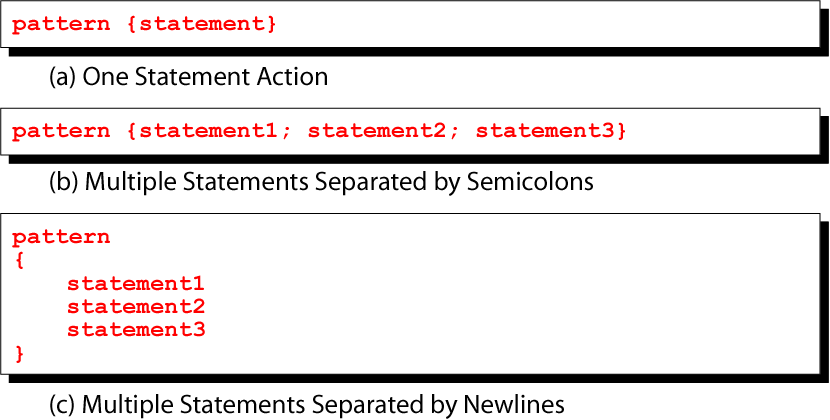 pattern {statement}
(a) One Statement Action
pattern {statement1; statement2; statement3}
(b) Multiple Statements Separated by Semicolons
pattern
{
statement1
statement2
statement3
}
(c) Multiple Statements Separated by Newlines